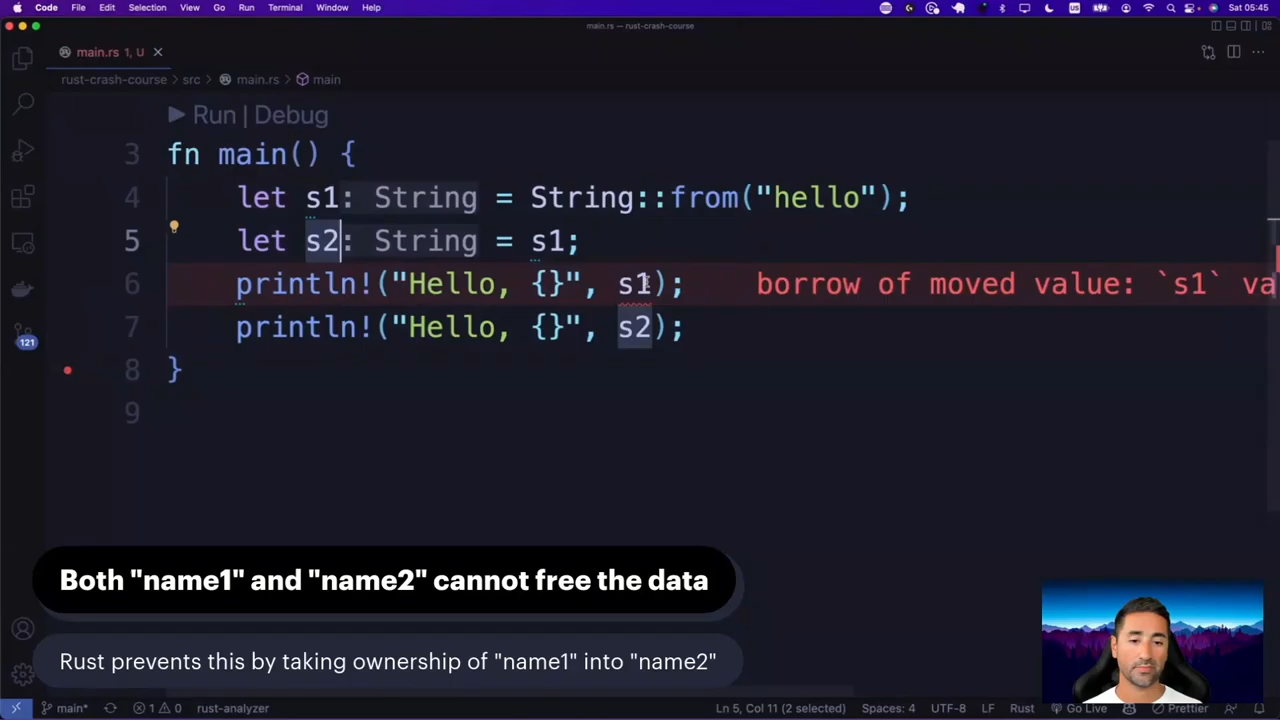 Code File Edit Selection View Go Run Terminal Window Help Sat 05:45
main.rs — rust-crash-course
main.rs 1, U
rust-crash-course > src > main.rs > main
Run | Debug
3 fn main() {
4 let s1: String = String::from("hello");
5 let s2: String = s1;
6 println!("Hello, {}", s1); borrow of moved value: `s1` va
7 println!("Hello, {}", s2);
8 }
9
121
Both "name1" and "name2" cannot free the data
Rust prevents this by taking ownership of "name1" into "name2"
main* 1 0 rust-analyzer Ln 5, Col 11 (2 selected) Spaces: 4 UTF-8 LF Rust Go Live Prettier